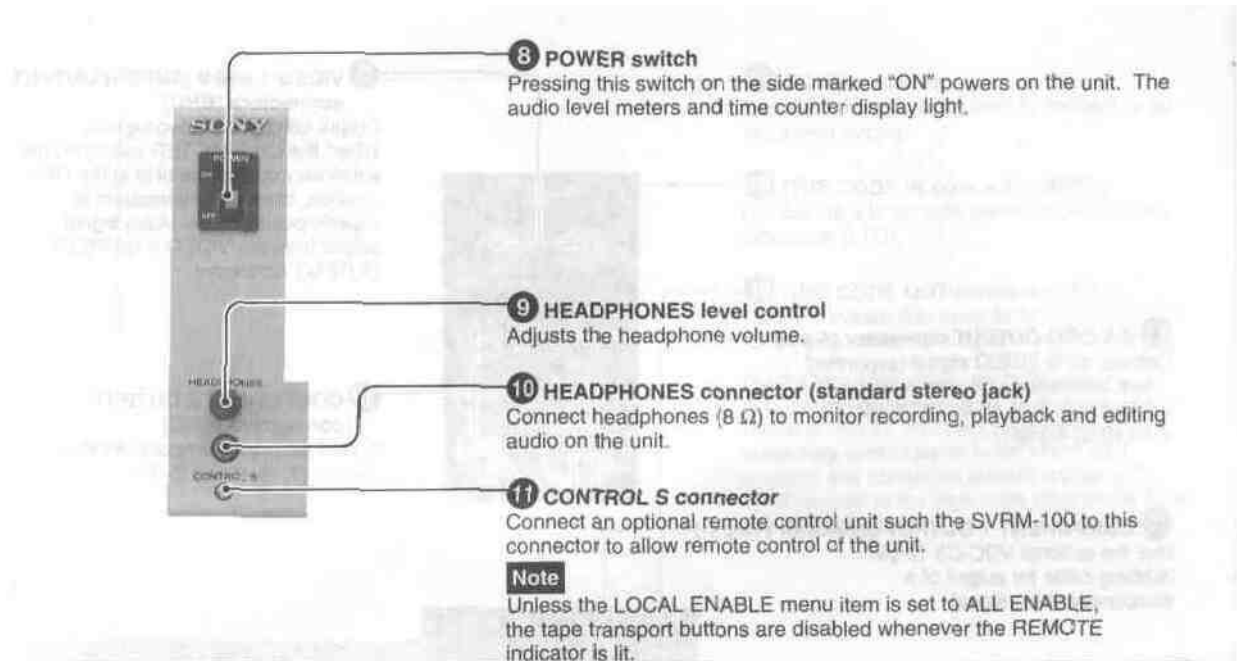 8 POWER switch
Pressing this switch on the side marked "ON" powers on the unit. The
audio level meters and time counter display light.
SONY
POWER
ON
OFF
9 HEADPHONES level control
Adjusts the headphone volume.
HEADPHONES
10 HEADPHONES connector (standard stereo jack)
Connect headphones (8 Ω) to monitor recording, playback and editing
audio on the unit.
CONTROL S
11 CONTROL S connector
Connect an optional remote control unit such the SVRM-100 to this
connector to allow remote control of the unit.
Note
Unless the LOCAL ENABLE menu item is set to ALL ENABLE,
the tape transport buttons are disabled whenever the REMOTE
indicator is lit.